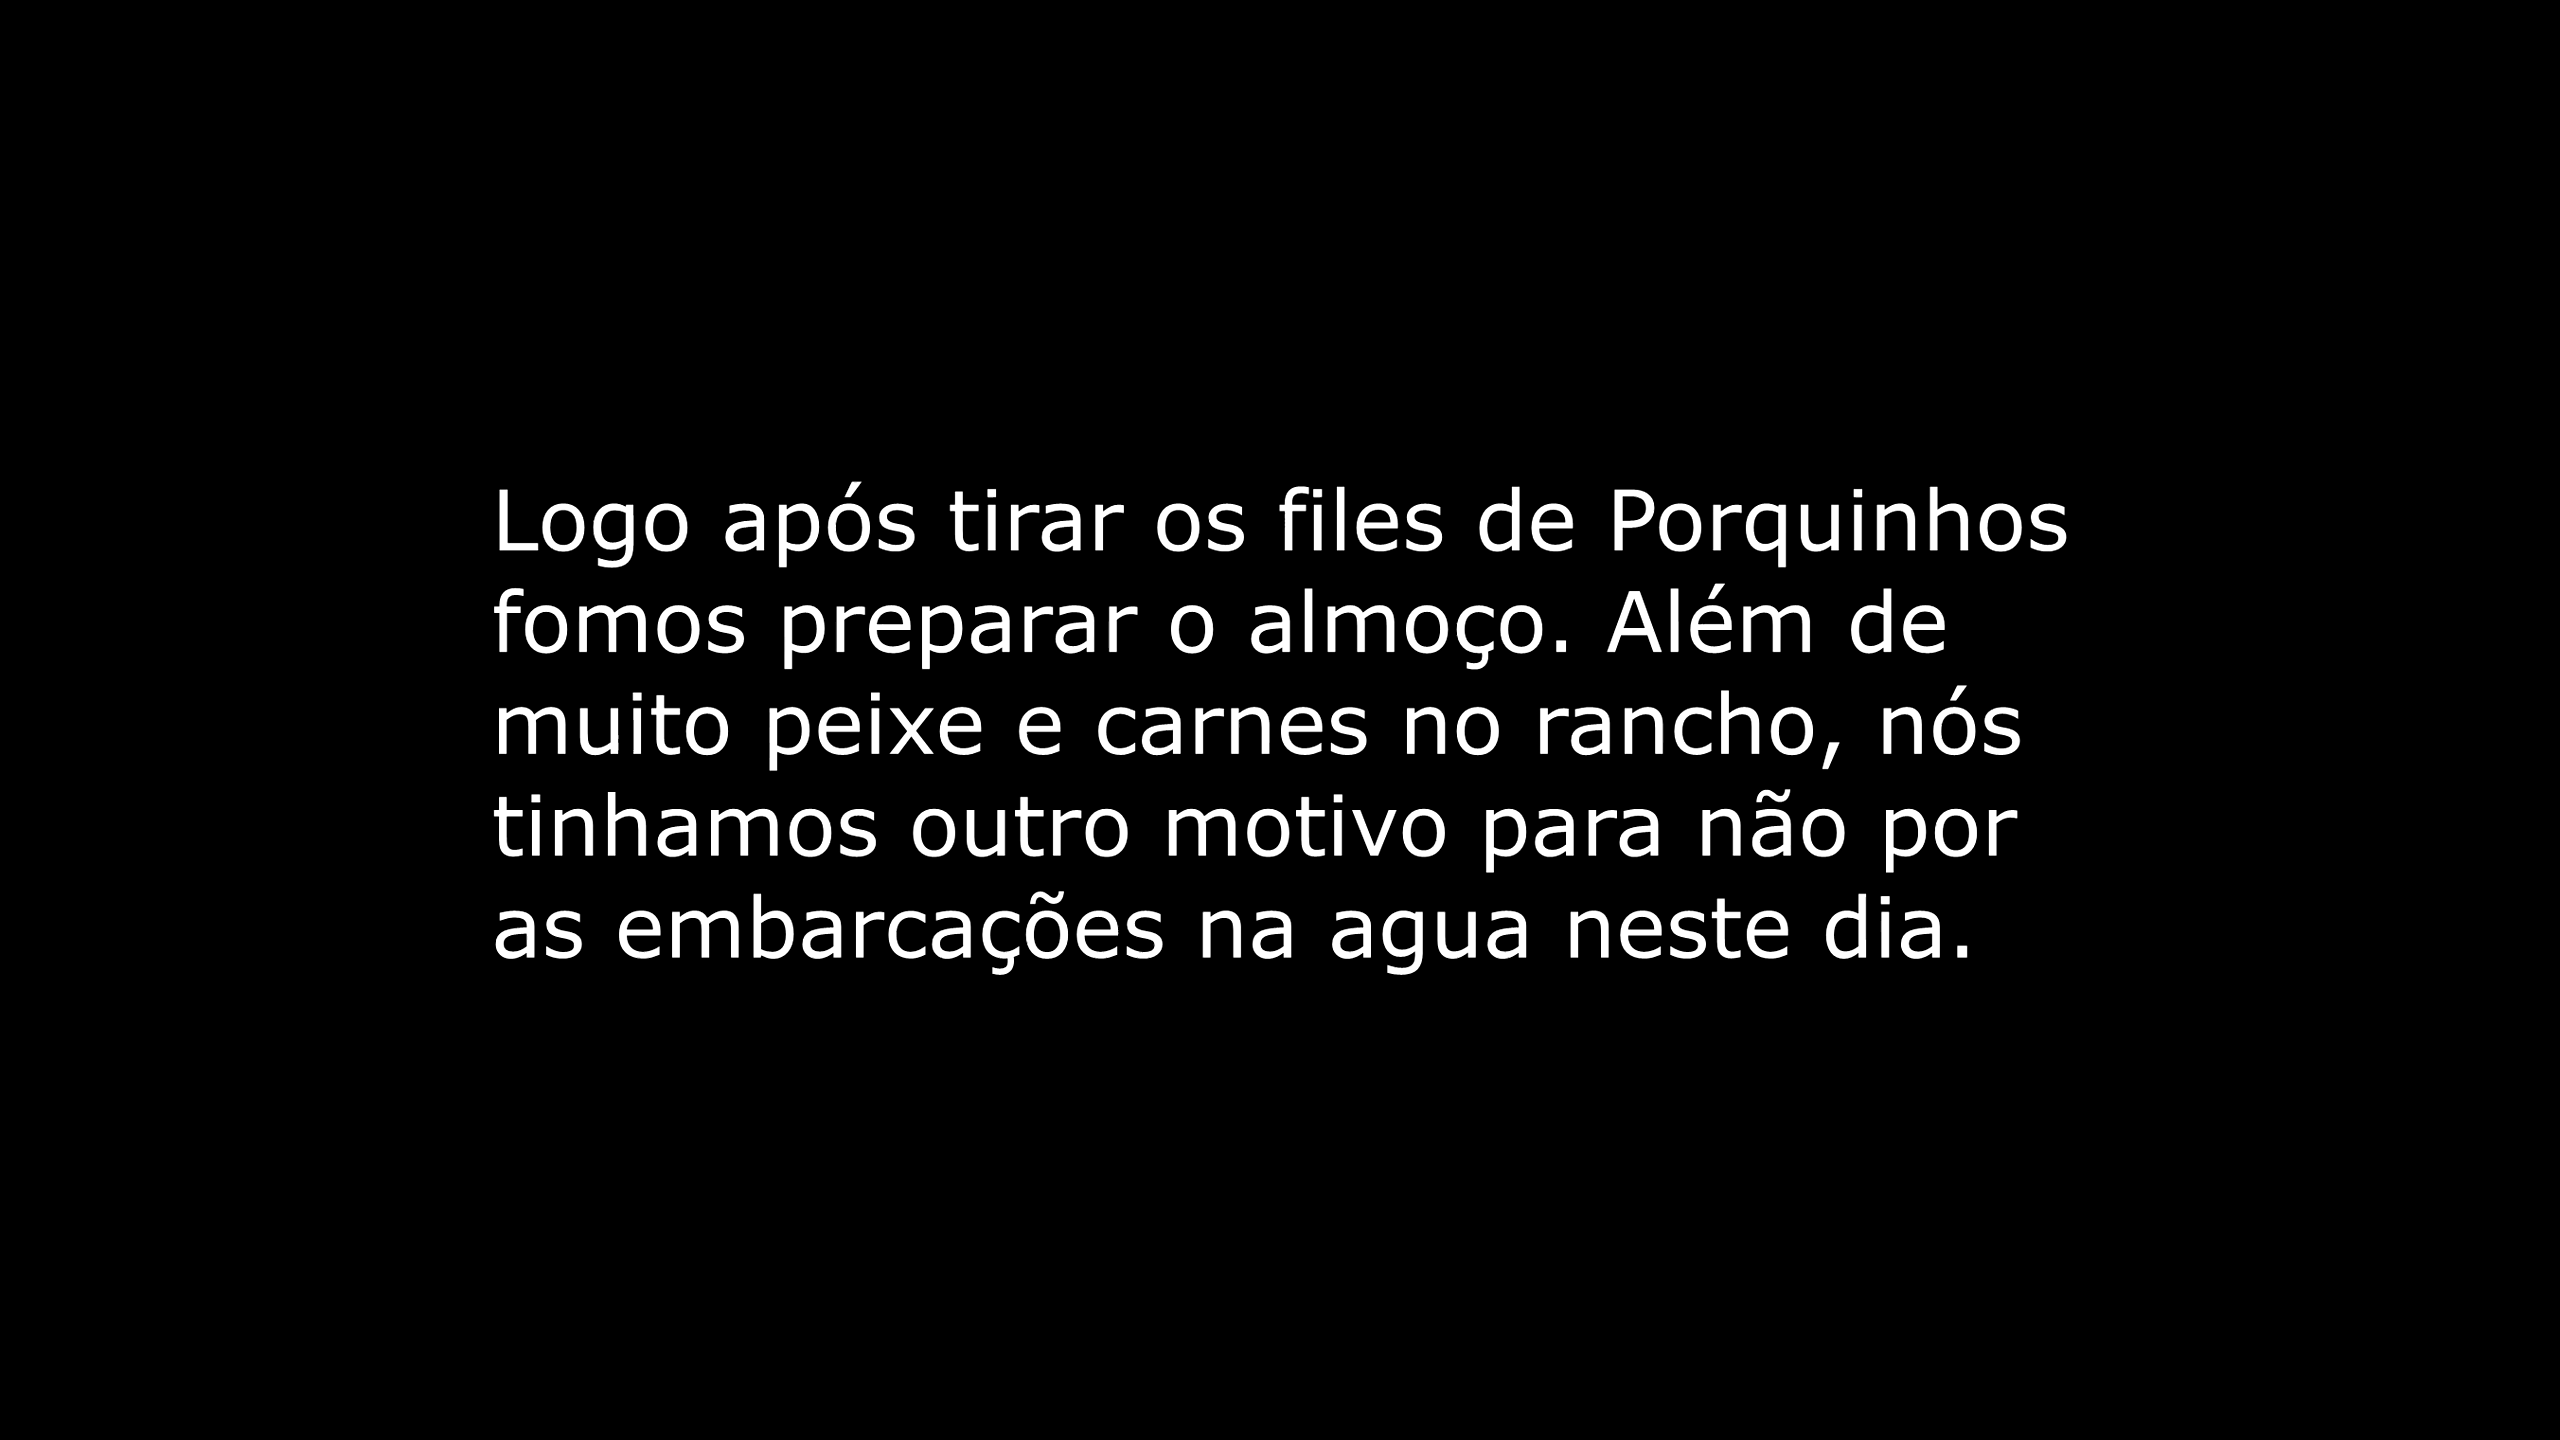 Logo após tirar os files de Porquinhos
fomos preparar o almoço. Além de
muito peixe e carnes no rancho, nós
tinhamos outro motivo para não por
as embarcações na agua neste dia.